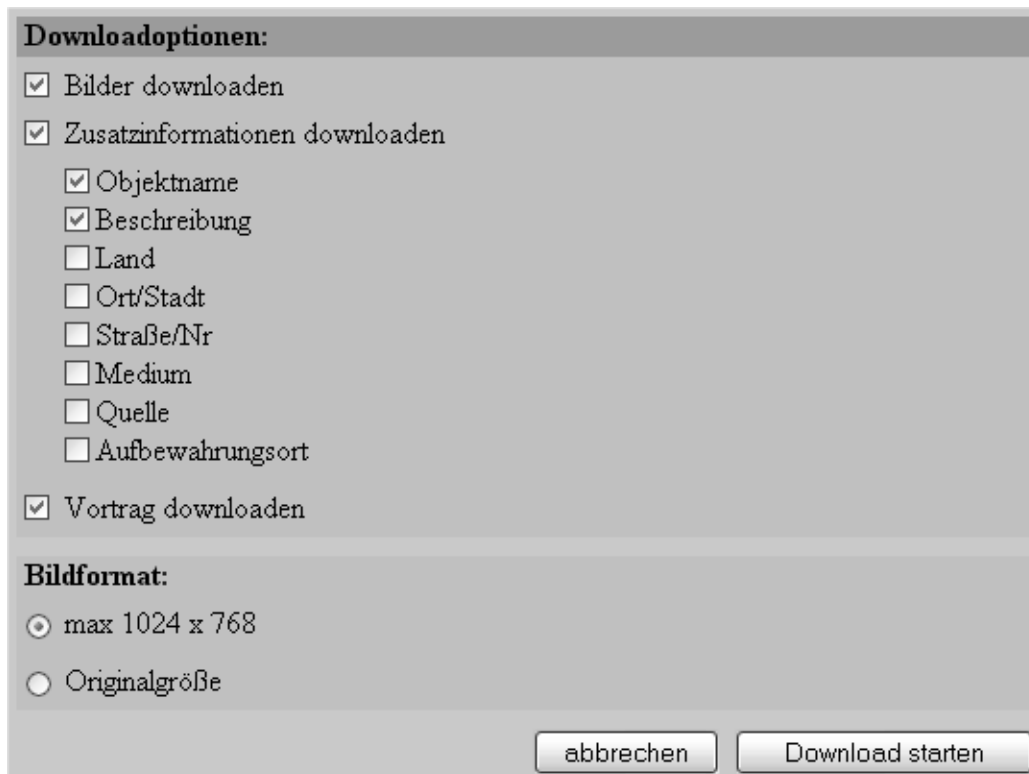 Downloadoptionen:
Bilder downloaden
Zusatzinformationen downloaden
Objektname
Beschreibung
Land
Ort/Stadt
Straße/Nr
Medium
Quelle
Aufbewahrungsort
Vortrag downloaden
Bildformat:
max 1024 x 768
Originalgröße
abbrechen Download starten